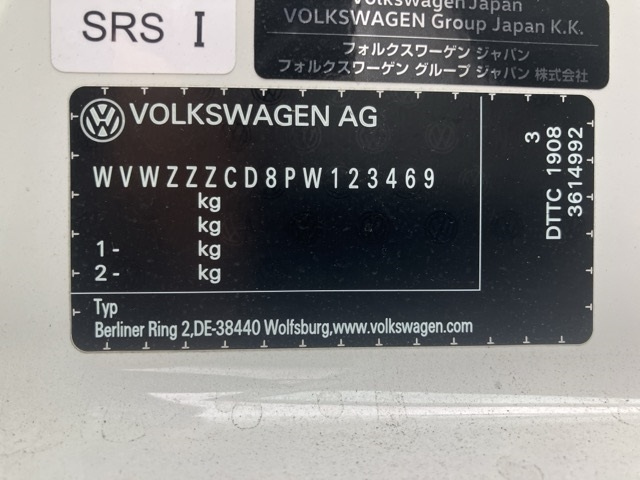 SRS I
Volkswagen Japan
VOLKSWAGEN Group Japan K.K.
フォルクスワーゲン ジャパン
フォルクスワーゲン グループ ジャパン 株式会社
VOLKSWAGEN AG
WVWZZZCD8PW123469
kg
kg
1- kg
2- kg
Typ
Berliner Ring 2,DE-38440 Wolfsburg,www.volkswagen.com
3
DTTC 1908
3614992